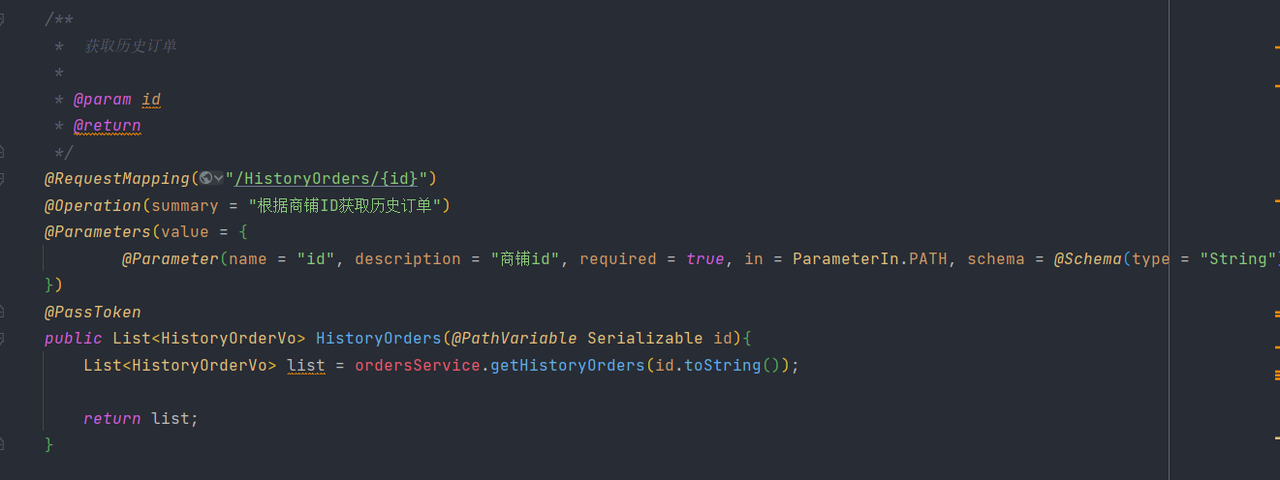 /**
 *  获取历史订单
 *
 * @param id
 * @return
 */
@RequestMapping("/HistoryOrders/{id}")
@Operation(summary = "根据商铺ID获取历史订单")
@Parameters(value = {
        @Parameter(name = "id", description = "商铺id", required = true, in = ParameterIn.PATH, schema = @Schema(type = "String")
})
@PassToken
public List<HistoryOrderVo> HistoryOrders(@PathVariable Serializable id){
    List<HistoryOrderVo> list = ordersService.getHistoryOrders(id.toString());
    return list;
}